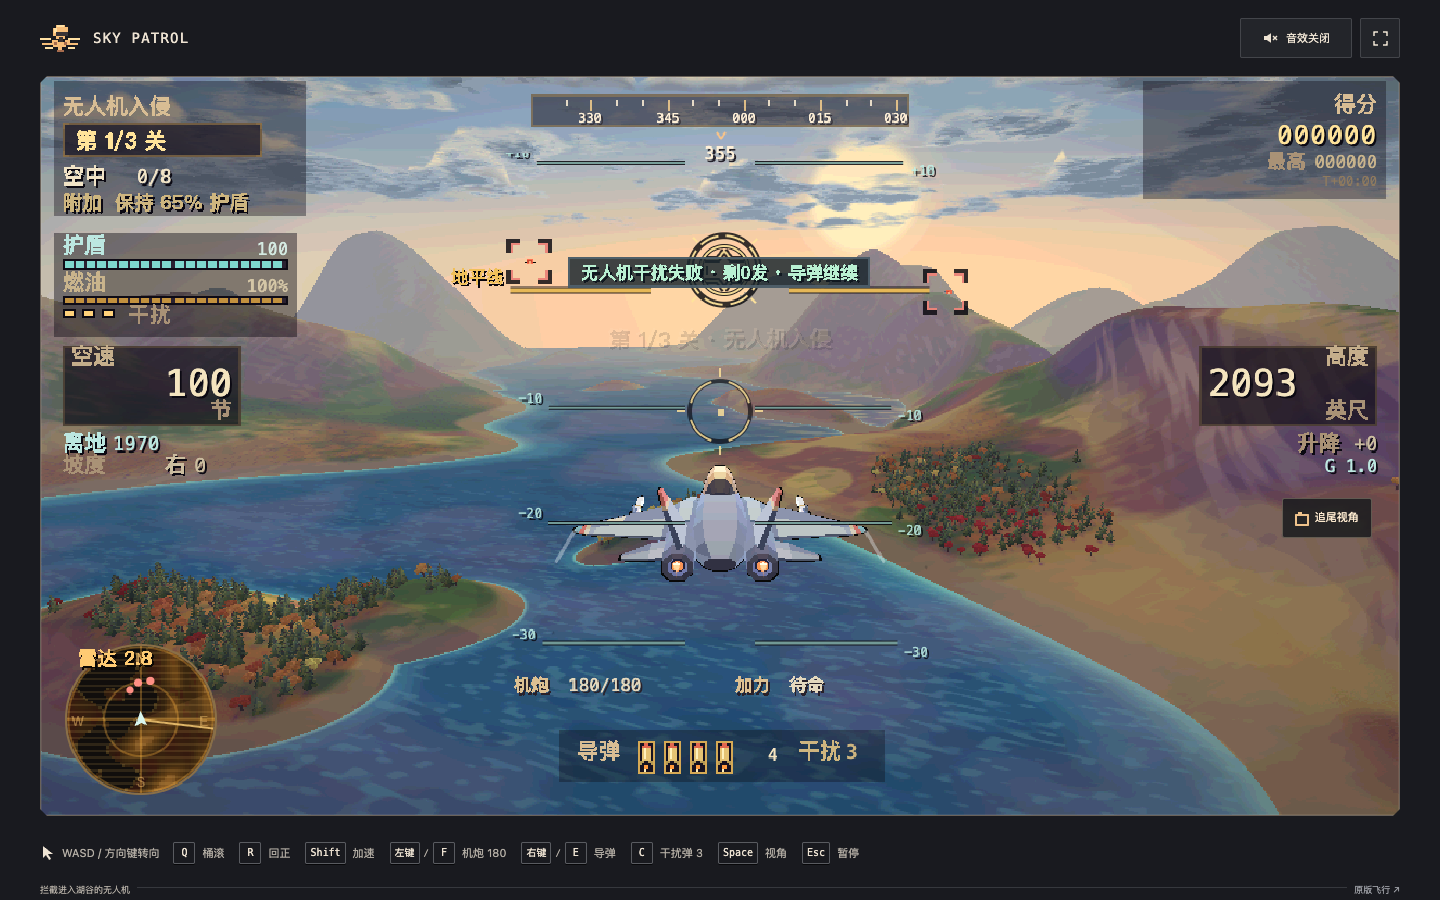 SKY PATROL
音效关闭
无人机入侵
第 1/3 关
空中 0/8
附加 保持 65% 护盾
护盾 100
燃油 100%
干扰
空速
100
节
离地 1970
坡度 右 0
330 345 000 015 030
355
+10 +10
得分
000000
最高 000000
T+00:00
地平线
无人机干扰失败 · 剩0发 · 导弹继续
第 1/3 关 · 无人机入侵
高度
2093
英尺
升降 +0
G 1.0
追尾视角
-10 -10
-20 -20
-30 -30
雷达 2.8
W E
S
机炮 180/180 加力 待命
导弹 4 干扰 3
WASD / 方向键转向 Q 桶滚 R 回正 Shift 加速 左键 / F 机炮 180 右键 / E 导弹 C 干扰弹 3 Space 视角 Esc 暂停
拦截进入湖谷的无人机
原版飞行 ↗